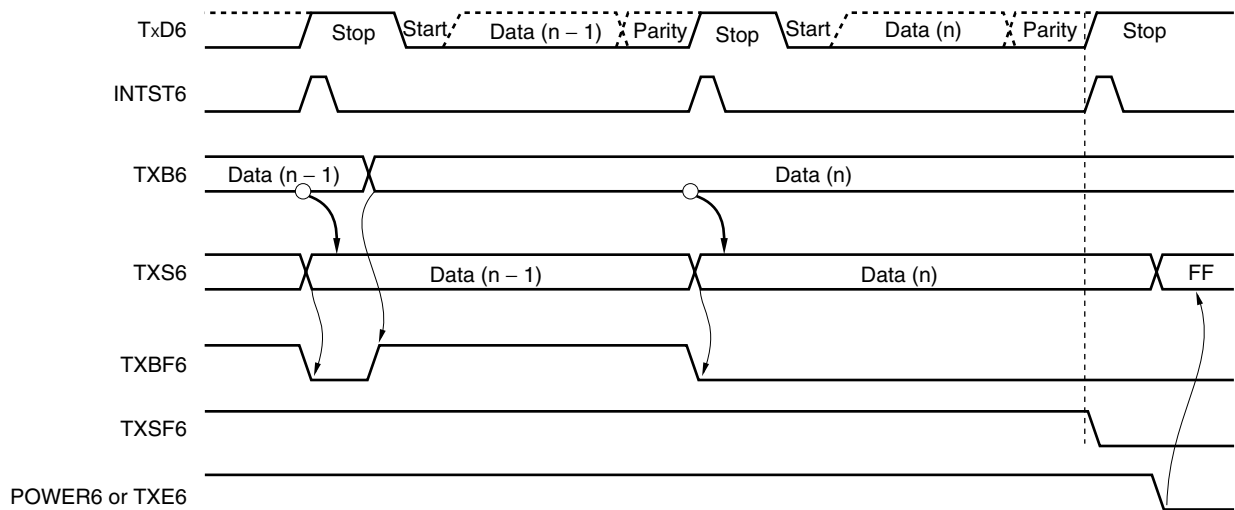 TxD6 Stop Start Data (n – 1) Parity Stop Start Data (n) Parity Stop
INTST6
TXB6 Data (n – 1) Data (n)
TXS6 Data (n – 1) Data (n) FF
TXBF6
TXSF6
POWER6 or TXE6